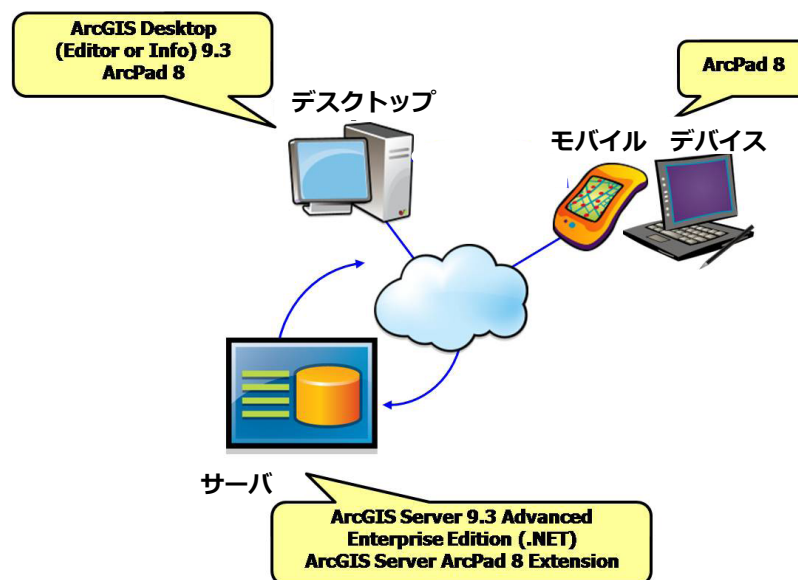 ArcGIS Desktop
(Editor or Info) 9.3
ArcPad 8
ArcPad 8
デスクトップ
モバイル デバイス
サーバ
ArcGIS Server 9.3 Advanced
Enterprise Edition (.NET)
ArcGIS Server ArcPad 8 Extension